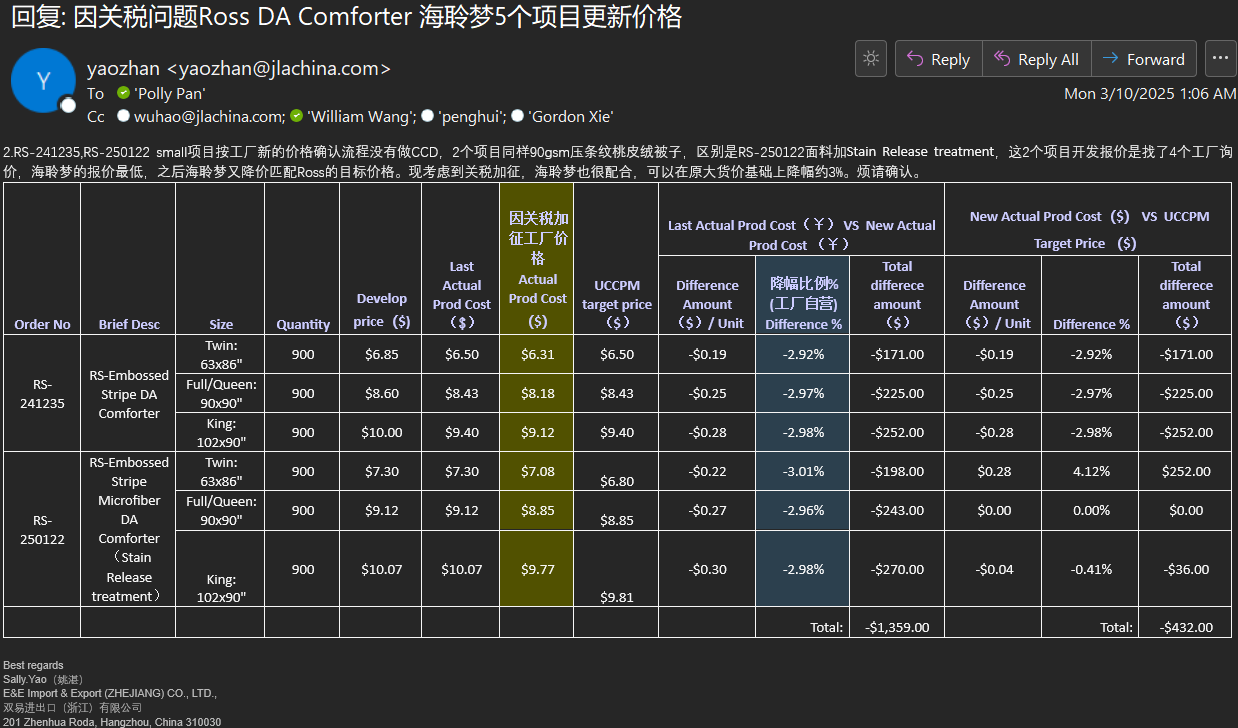 回复: 因关税问题Ross DA Comforter 海聆梦5个项目更新价格
Y
yaozhan <yaozhan@jlachina.com>
Reply
Reply All
Forward
To 'Polly Pan'
Mon 3/10/2025 1:06 AM
Cc wuhao@jlachina.com; 'William Wang'; 'penghui'; 'Gordon Xie'
2.RS-241235,RS-250122 small项目按工厂新的价格确认流程没有做CCD，2个项目同样90gsm压条纹桃皮绒被子，区别是RS-250122面料加Stain Release treatment，这2个项目开发报价是找了4个工厂询
价，海聆梦的报价最低，之后海聆梦又降价匹配Ross的目标价格。现考虑到关税加征，海聆梦也很配合，可以在原大货价基础上降幅约3%。烦请确认。
Order No
Brief Desc
Size
Quantity
Develop
price（$）
Last
Actual
Prod Cost
（$）
因关税加
征工厂价
格
Actual
Prod Cost
（$）
UCCPM
target price
（$）
Last Actual Prod Cost（￥）VS New Actual
Prod Cost（￥）
Difference
Amount
（$）/ Unit
降幅比例%
(工厂自营)
Difference %
Total
differece
amount
（$）
New Actual Prod Cost（$） VS UCCPM
Target Price （$）
Difference
Amount
（$）/ Unit
Difference %
Total
differece
amount
（$）
RS-
241235
RS-Embossed
Stripe DA
Comforter
Twin:
63x86"
900 $6.85 $6.50 $6.31 $6.50 -$0.19 -2.92% -$171.00 -$0.19 -2.92% -$171.00
Full/Queen:
90x90"
900 $8.60 $8.43 $8.18 $8.43 -$0.25 -2.97% -$225.00 -$0.25 -2.97% -$225.00
King:
102x90"
900 $10.00 $9.40 $9.12 $9.40 -$0.28 -2.98% -$252.00 -$0.28 -2.98% -$252.00
RS-
250122
RS-Embossed
Stripe
Microfiber
DA
Comforter
（Stain
Release
treatment）
Twin:
63x86"
900 $7.30 $7.30 $7.08 $6.80 -$0.22 -3.01% -$198.00 $0.28 4.12% $252.00
Full/Queen:
90x90"
900 $9.12 $9.12 $8.85 $8.85 -$0.27 -2.96% -$243.00 $0.00 0.00% $0.00
King:
102x90"
900 $10.07 $10.07 $9.77 $9.81 -$0.30 -2.98% -$270.00 -$0.04 -0.41% -$36.00
Total: -$1,359.00 Total: -$432.00
Best regards
Sally.Yao（姚湛）
E&E Import & Export (ZHEJIANG) CO., LTD.,
双易进出口（浙江）有限公司
201 Zhenhua Roda, Hangzhou, China 310030